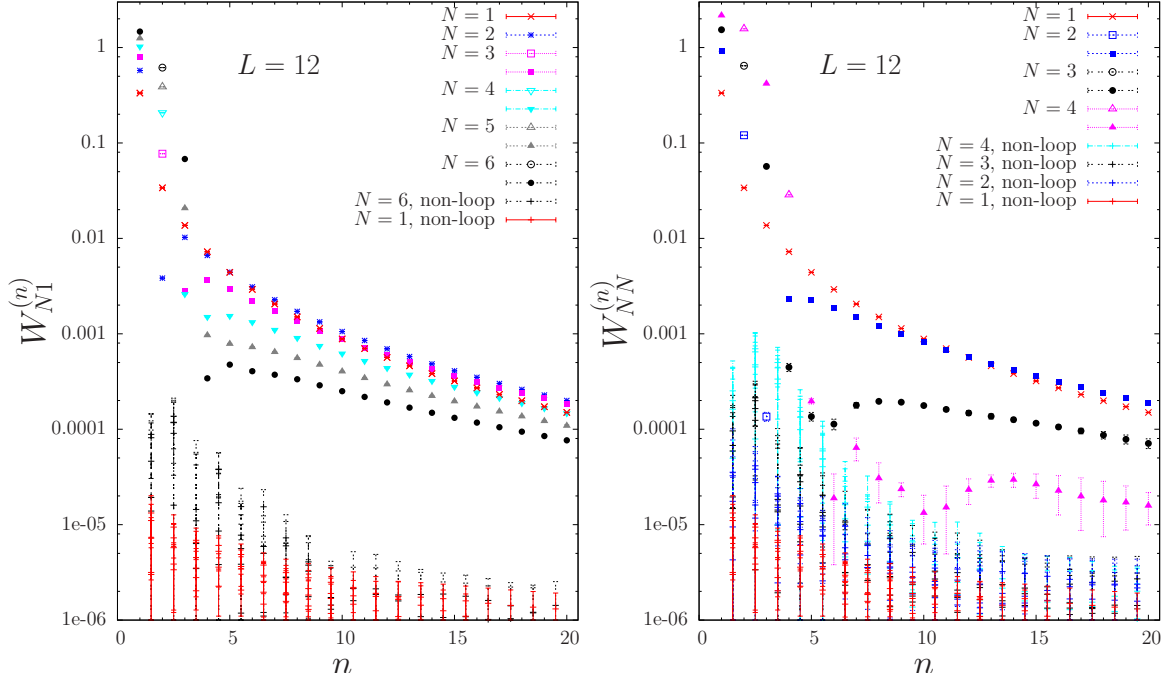 N = 1
N = 2
N = 3
N = 4
N = 5
N = 6
N = 6, non-loop
N = 1, non-loop
L = 12
1
0.1
0.01
0.001
0.0001
1e-05
1e-06
0 5 10 15 20
n
W_{N1}^{(n)}
N = 1
N = 2
N = 3
N = 4
N = 4, non-loop
N = 3, non-loop
N = 2, non-loop
N = 1, non-loop
L = 12
1
0.1
0.01
0.001
0.0001
1e-05
1e-06
0 5 10 15 20
n
W_{NN}^{(n)}